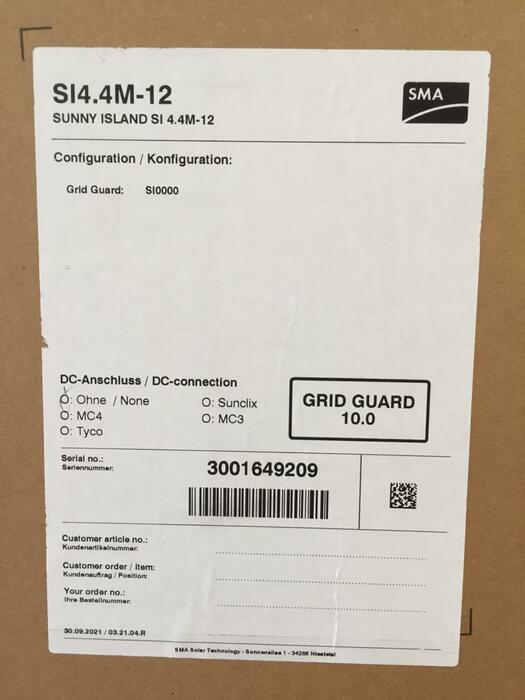 SI4.4M-12
SMA
SUNNY ISLAND SI 4.4M-12
Configuration / Konfiguration:
Grid Guard: SI0000
DC-Anschluss / DC-connection
O: Ohne / None
O: Sunclix
O: MC4
O: MC3
O: Tyco
GRID GUARD
10.0
Serial no.:
Seriennummer:
3001649209
Customer article no.:
Kundenartikelnummer:
Customer order / Item:
Kundenauftrag / Position:
Your order no.:
Ihre Bestellnummer:
30.09.2021 / 03.21.04.R
SMA Solar Technology - Sonnenallee 1 - 34266 Niestetal